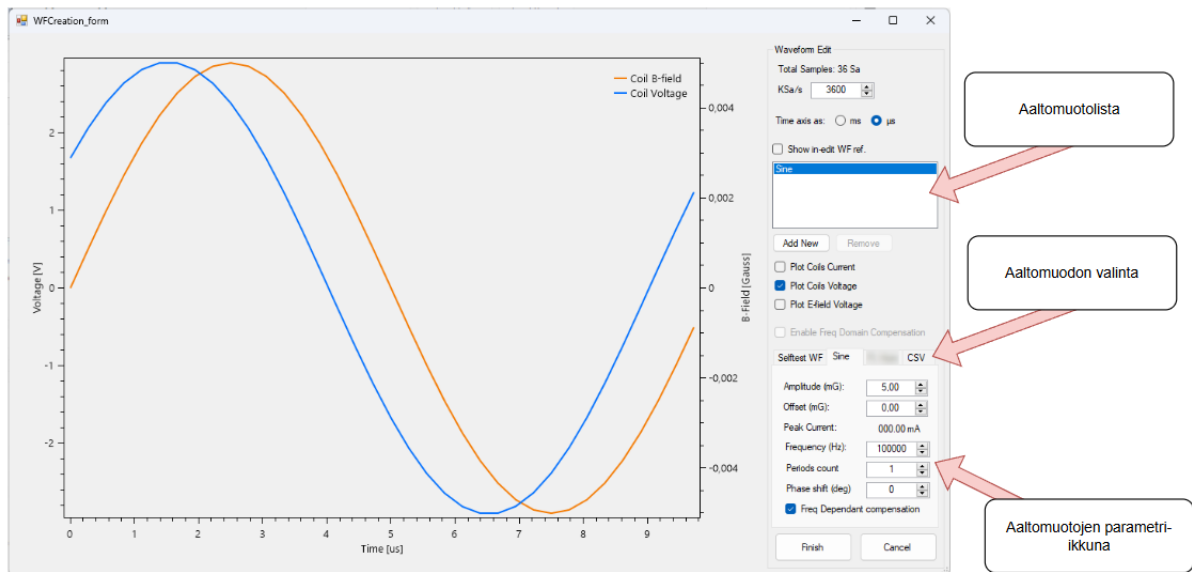 WFCreation_form
Coil B-field
Coil Voltage
2
1
0
-1
-2
Voltage [V]
0,004
0,002
0
-0,002
-0,004
B-Field [Gauss]
0 1 2 3 4 5 6 7 8 9
Time [us]
Waveform Edit
Total Samples: 36 Sa
KSa/s 3600
Time axis as: ms µs
Show in-edit WF ref.
Sine
Add New Remove
Plot Coils Current
Plot Coils Voltage
Plot E-field Voltage
Enable Freq Domain Compensation
Selftest WF Sine CSV
Amplitude (mG): 5.00
Offset (mG): 0.00
Peak Current: 000.00 mA
Frequency (Hz): 100000
Periods count 1
Phase shift (deg) 0
Freq Dependant compensation
Finish Cancel
Aaltomuotolista
Aaltomuodon valinta
Aaltomuotojen parametri-
ikkuna